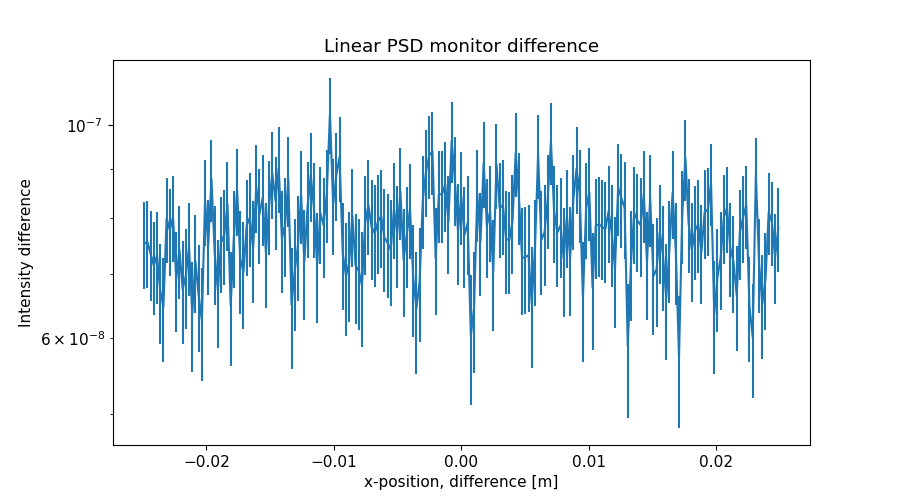 Linear PSD monitor difference
Intensity difference
10⁻⁷
6 × 10⁻⁸
−0.02 −0.01 0.00 0.01 0.02
x-position, difference [m]